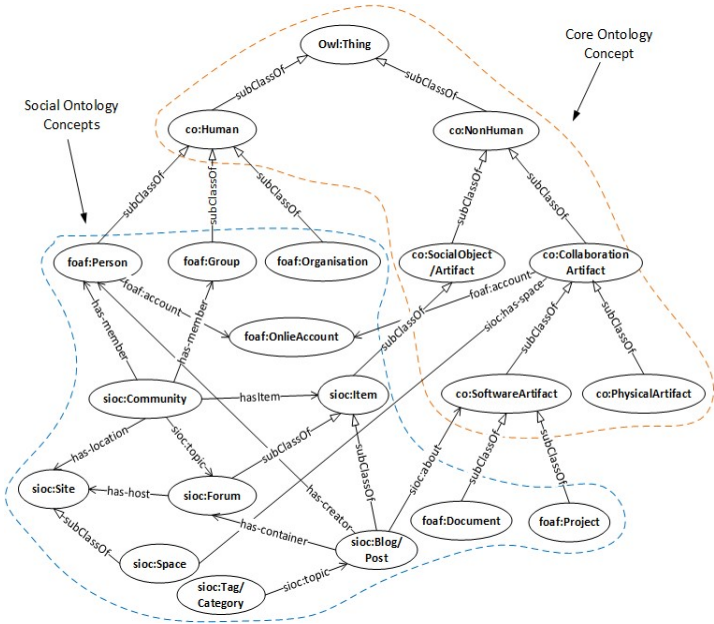 Owl:Thing
Core Ontology
Concept
subClassOf
subClassOf
Social Ontology
Concepts
co:Human
co:NonHuman
subClassOf
subClassOf
subClassOf
subClassOf
subClassOf
foaf:Person
foaf:Group
foaf:Organisation
co:SocialObject
/Artifact
co:Collaboration
Artifact
foaf:account
foaf:account
sioc:has-space
has-member
has-member
foaf:OnlieAccount
subClassOf
subClassOf
subClassOf
sioc:Community
hasItem
sioc:Item
co:SoftwareArtifact
co:PhysicalArtifact
has-location
sioc:topic
subClassOf
subClassOf
sioc:about
subClassOf
subClassOf
sioc:Site
has-host
sioc:Forum
has-creator
foaf:Document
foaf:Project
has-container
subClassOf
sioc:Space
sioc:Blog/
Post
sioc:Tag/
Category
sioc:topic